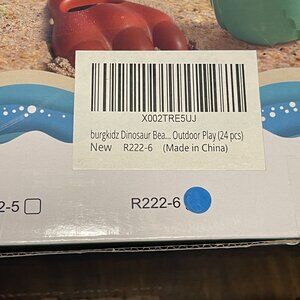 X002TRE5UJ
burgkidz Dinosaur Bea... Outdoor Play (24 pcs)
New R222-6 (Made in China)
2-5
R222-6